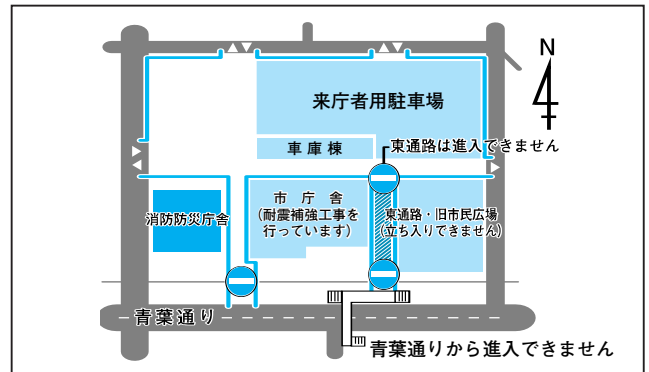 N
来庁者用駐車場
車庫棟
東通路は進入できません
消防防災庁舎
市庁舎
(耐震補強工事を
行っています)
東通路・旧市民広場
(立ち入りできません)
青葉通り
青葉通りから進入できません